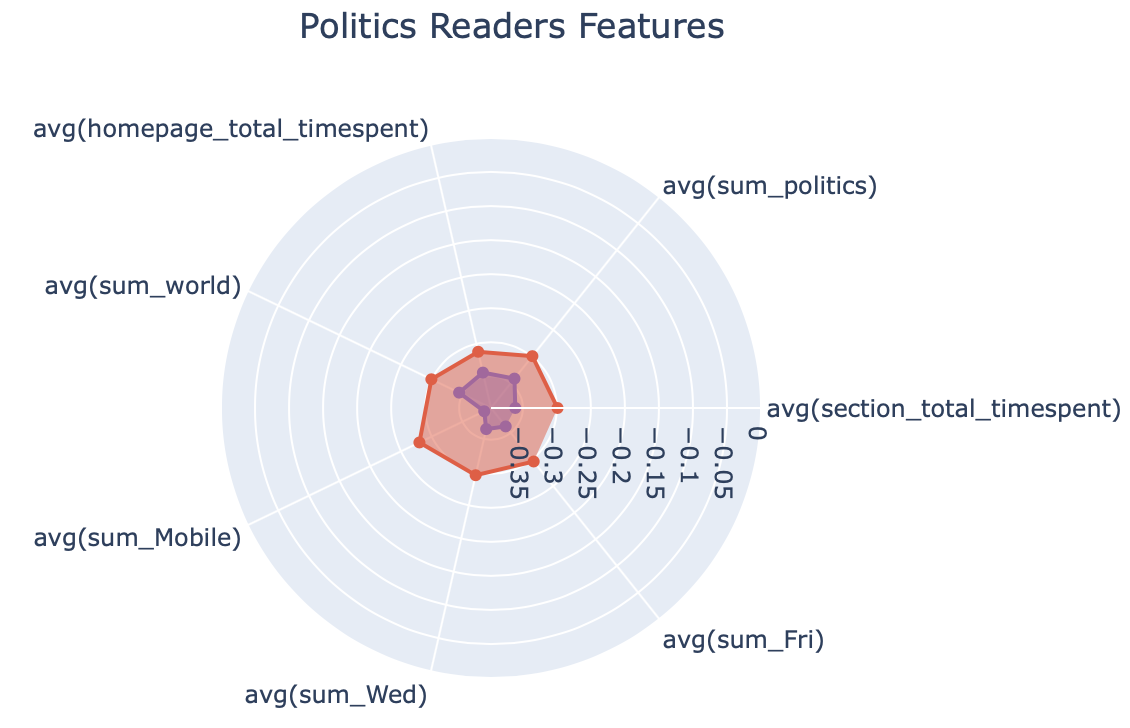 Politics Readers Features
avg(homepage_total_timespent)
avg(sum_politics)
avg(sum_world)
avg(section_total_timespent)
0
−0.05
−0.1
−0.15
−0.2
−0.25
−0.3
−0.35
avg(sum_Mobile)
avg(sum_Fri)
avg(sum_Wed)